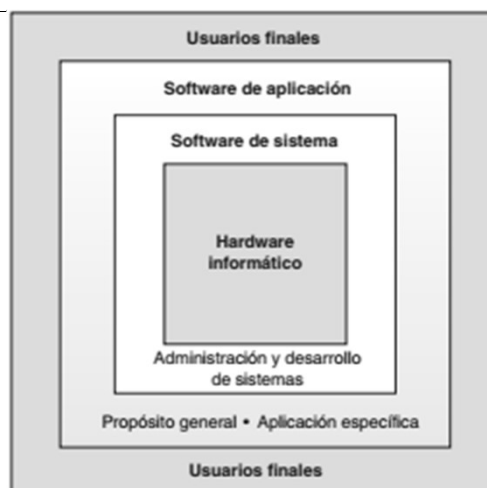 Usuarios finales
Software de aplicación
Software de sistema
Hardware
informático
Administración y desarrollo
de sistemas
Propósito general • Aplicación específica
Usuarios finales